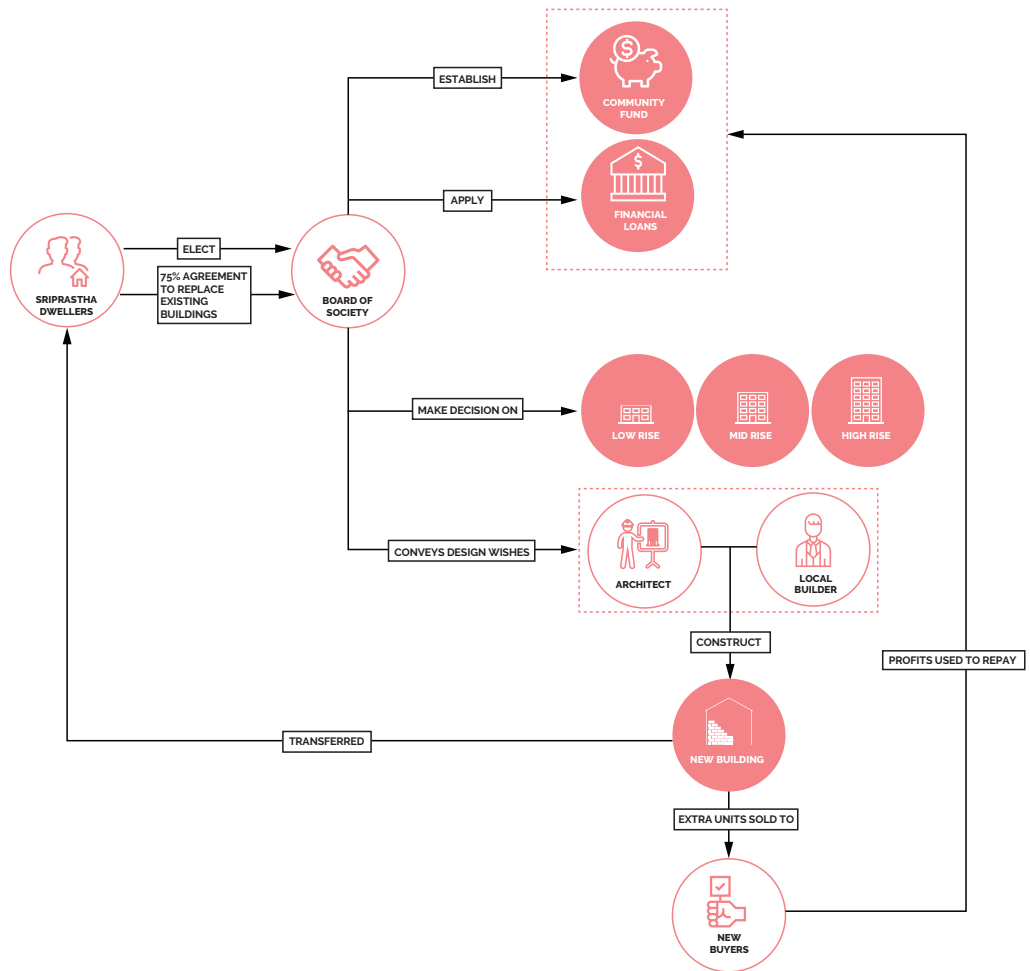 $
COMMUNITY
FUND
ESTABLISH
$
FINANCIAL
LOANS
APPLY
ELECT
75% AGREEMENT
TO REPLACE
EXISTING
BUILDINGS
SRIPRASTHA
DWELLERS
BOARD OF
SOCIETY
MAKE DECISION ON
LOW RISE
MID RISE
HIGH RISE
CONVEYS DESIGN WISHES
ARCHITECT
LOCAL
BUILDER
CONSTRUCT
PROFITS USED TO REPAY
TRANSFERRED
NEW BUILDING
EXTRA UNITS SOLD TO
NEW
BUYERS